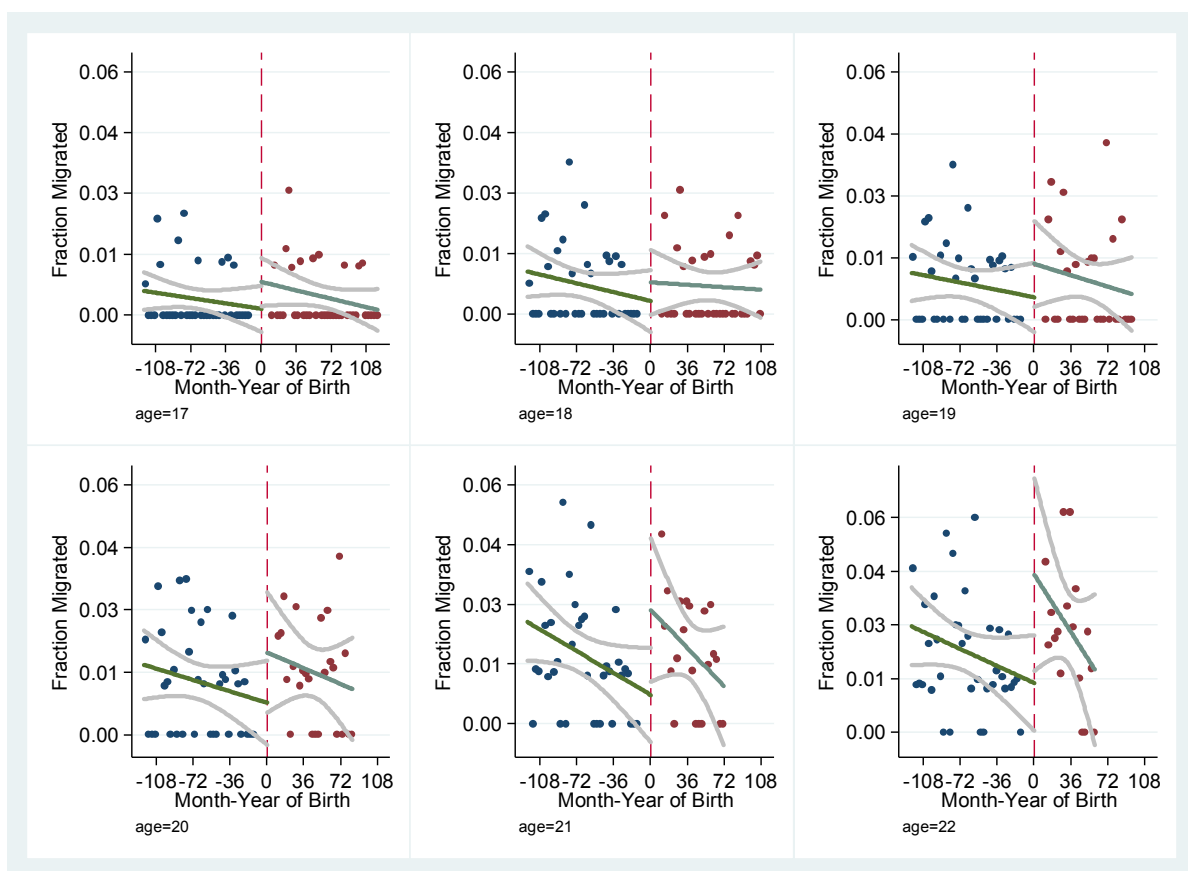 0.06
0.04
0.03
0.01
0.00
Fraction Migrated
-108 -72 -36 0 36 72 108
Month-Year of Birth
age=17
0.06
0.04
0.03
0.01
0.00
Fraction Migrated
-108 -72 -36 0 36 72 108
Month-Year of Birth
age=18
0.06
0.04
0.03
0.01
0.00
Fraction Migrated
-108 -72 -36 0 36 72 108
Month-Year of Birth
age=19
0.06
0.04
0.03
0.01
0.00
Fraction Migrated
-108 -72 -36 0 36 72 108
Month-Year of Birth
age=20
0.06
0.04
0.03
0.01
0.00
Fraction Migrated
-108 -72 -36 0 36 72 108
Month-Year of Birth
age=21
0.06
0.04
0.03
0.01
0.00
Fraction Migrated
-108 -72 -36 0 36 72 108
Month-Year of Birth
age=22